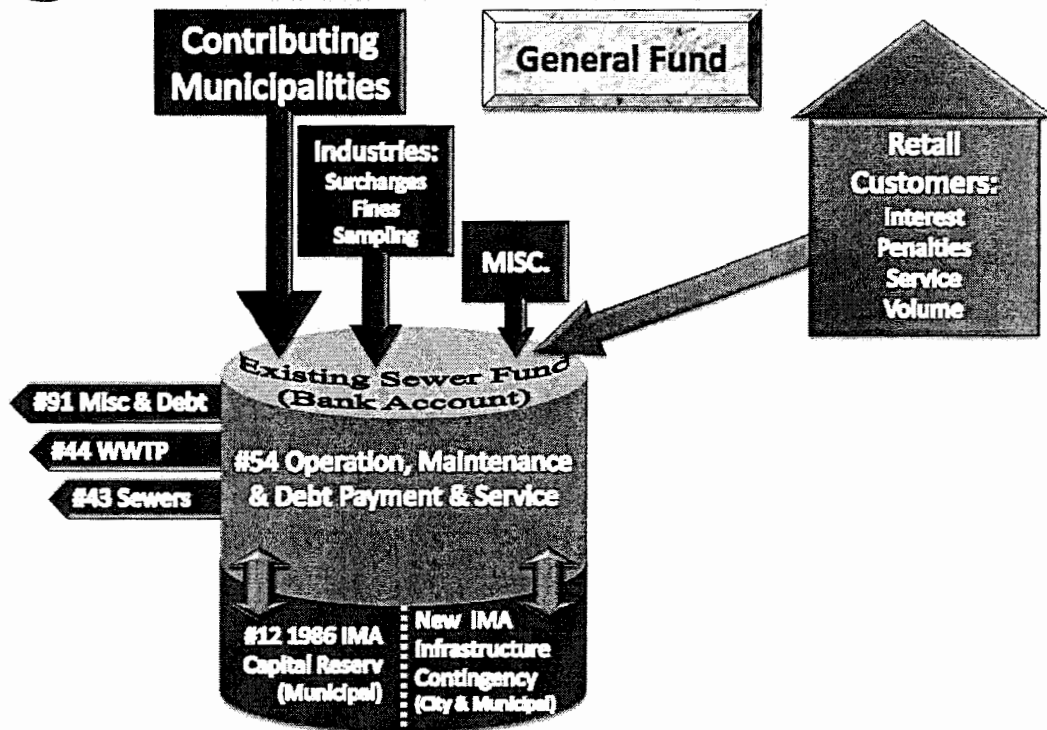 Contributing
Municipalities
General Fund
Industries:
Surcharges
Fines
Sampling
MISC.
Retail
Customers:
Interest
Penalties
Service
Volume
Existing Sewer Fund
(Bank Account)
#91 Misc & Debt
#44 WWTP
#43 Sewers
#54 Operation, Maintenance
& Debt Payment & Service
#12 1986 IMA
Capital Reserv
(Municipal)
New IMA
Infrastructure
Contingency
(City & Municipal)